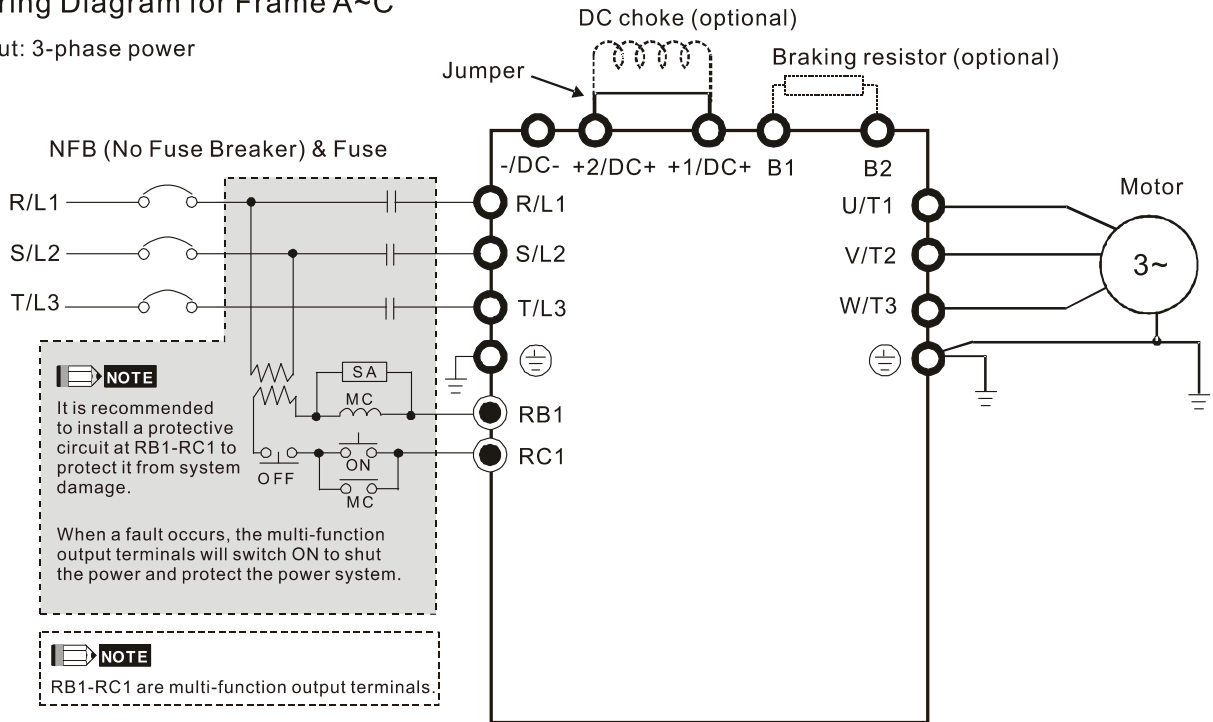 ring Diagram for Frame A~C
ut: 3-phase power
DC choke (optional)
Jumper
Braking resistor (optional)
NFB (No Fuse Breaker) & Fuse
-/DC- +2/DC+ +1/DC+ B1 B2
R/L1
S/L2
T/L3
R/L1
S/L2
T/L3
U/T1
V/T2
W/T3
Motor
3~
NOTE
It is recommended
to install a protective
circuit at RB1-RC1 to
protect it from system
damage.
SA
MC
RB1
OFF
ON
MC
RC1
When a fault occurs, the multi-function
output terminals will switch ON to shut
the power and protect the power system.
NOTE
RB1-RC1 are multi-function output terminals.